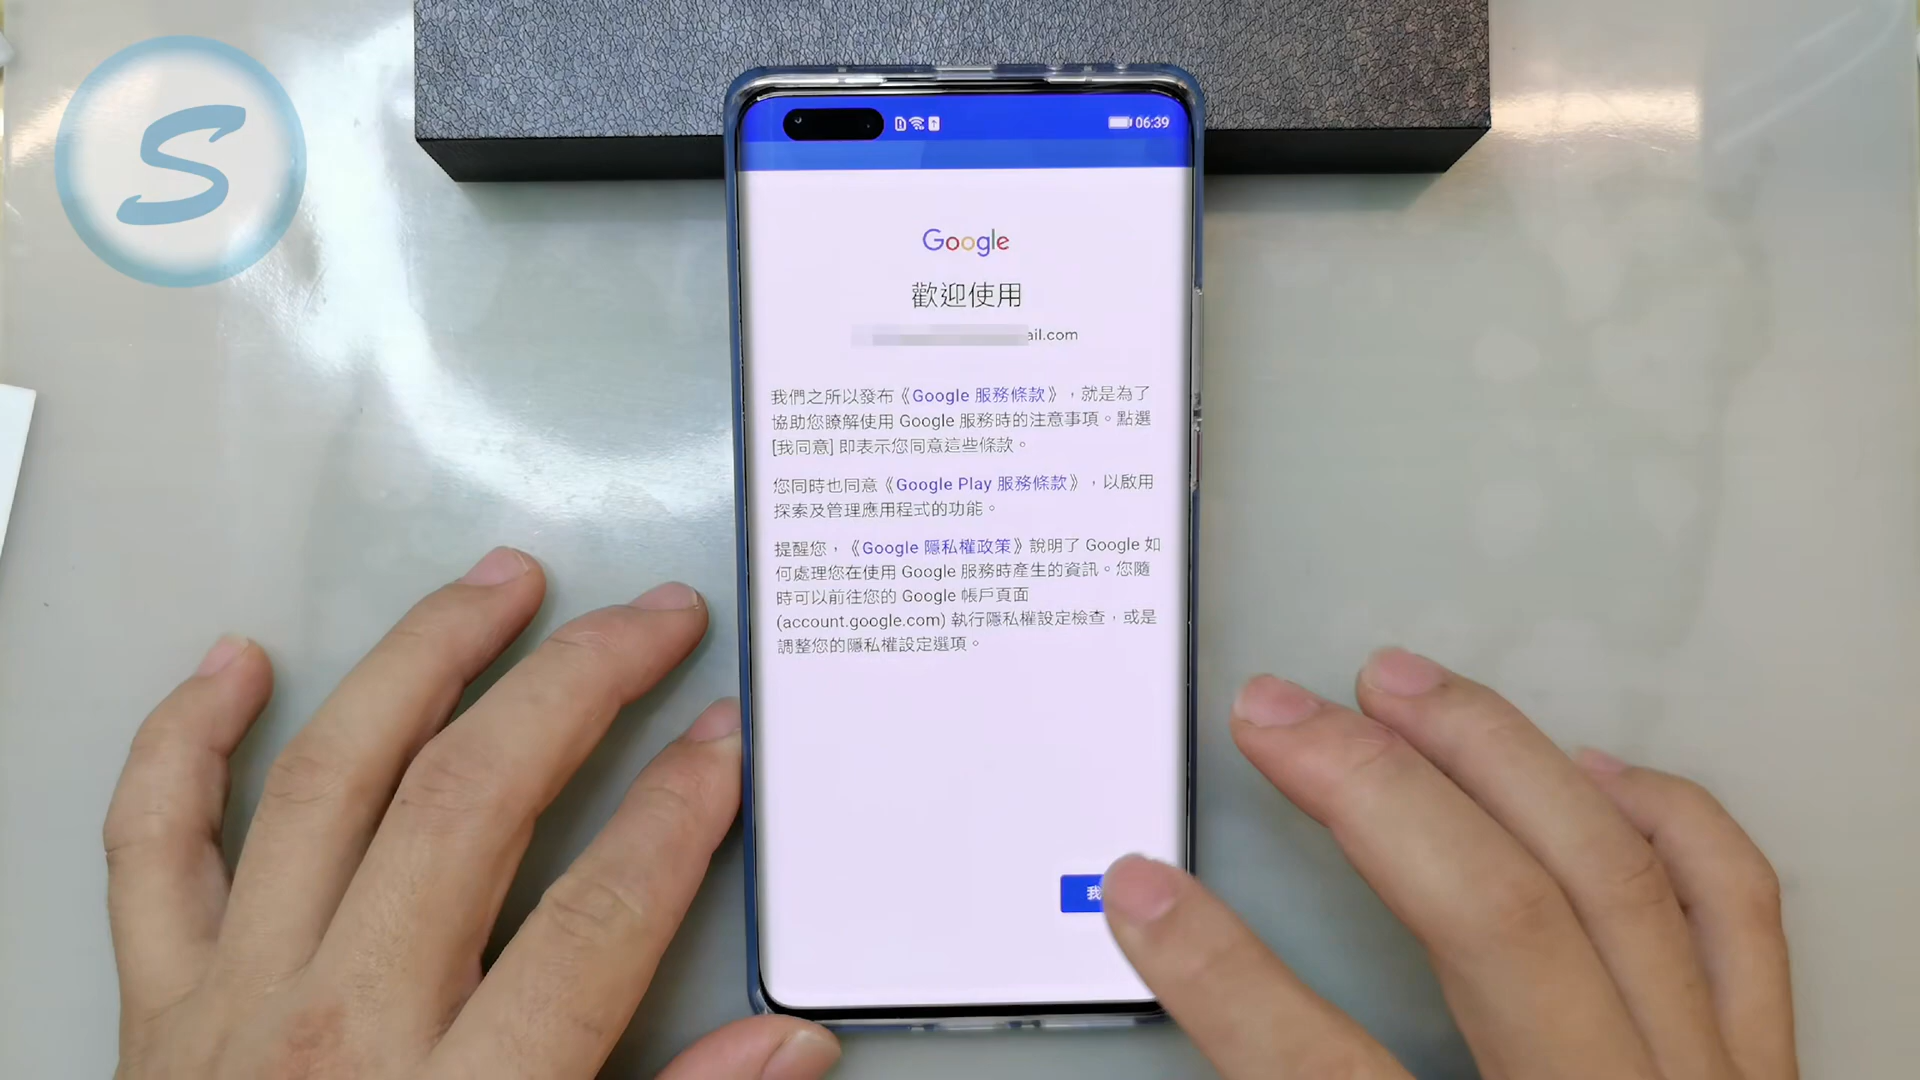 S
06:39
Google
歡迎使用
ail.com
我們之所以發布《Google 服務條款》，就是為了
協助您瞭解使用 Google 服務時的注意事項。點選
[我同意] 即表示您同意這些條款。
您同時也同意《Google Play 服務條款》，以啟用
探索及管理應用程式的功能。
提醒您，《Google 隱私權政策》說明了 Google 如
何處理您在使用 Google 服務時產生的資訊。您隨
時可以前往您的 Google 帳戶頁面
(account.google.com) 執行隱私權設定檢查，或是
調整您的隱私權設定選項。
我